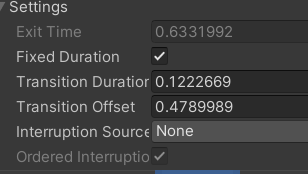 Settings
Exit Time 0.6331992
Fixed Duration
Transition Duration 0.1222669
Transition Offset 0.4789989
Interruption Source None
Ordered Interruptio